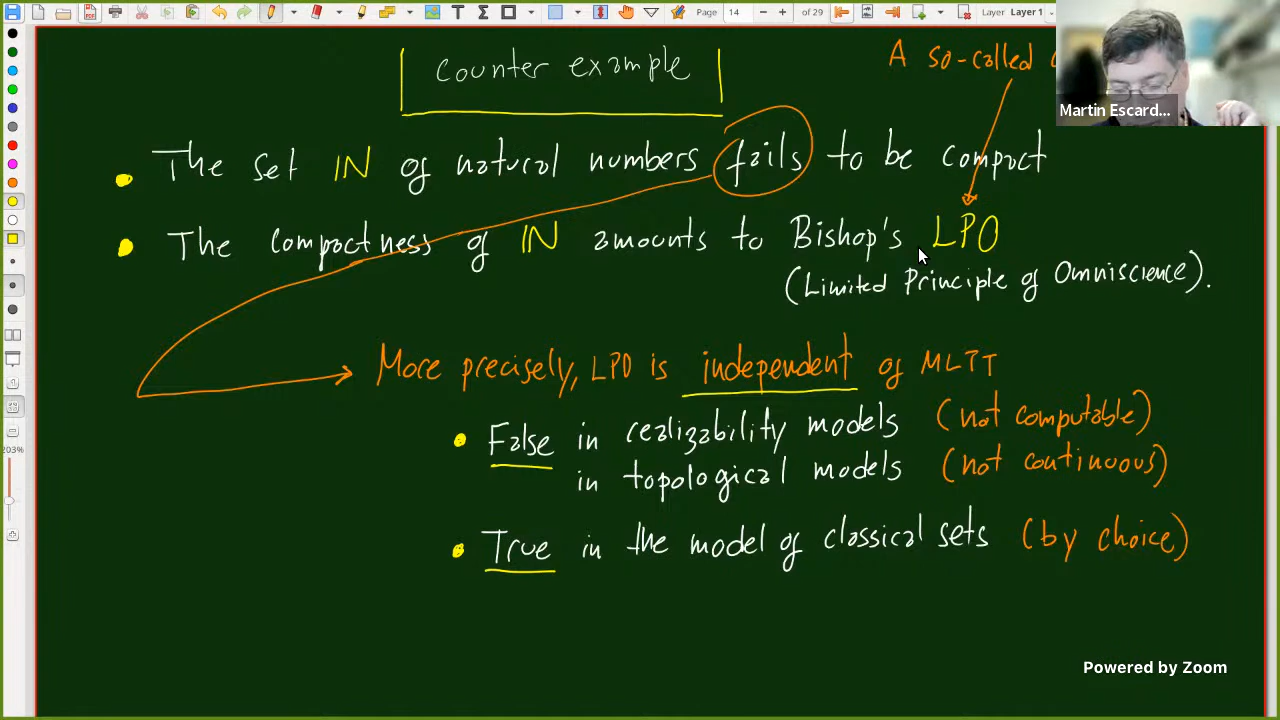 Page 14 of 29 Layer Layer 1
counter example
A so-called
Martin Escard...
• The set IN of natural numbers fails to be compact
• The compactness of IN amounts to Bishop's LPO
(Limited Principle of Omniscience).
More precisely, LPO is independent of MLTT
• False in realizability models (not computable)
in topological models (not continuous)
• True in the model of classical sets (by choice)
203%
Powered by Zoom